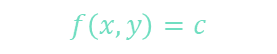 f(x, y) = c